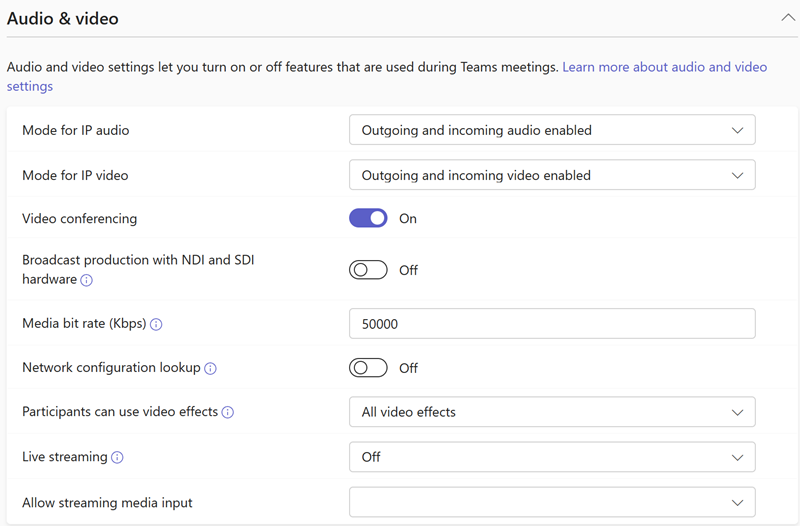 Audio & video
Audio and video settings let you turn on or off features that are used during Teams meetings. Learn more about audio and video
settings
Mode for IP audio
Outgoing and incoming audio enabled
Mode for IP video
Outgoing and incoming video enabled
Video conferencing
On
Broadcast production with NDI and SDI
hardware
Off
Media bit rate (Kbps)
50000
Network configuration lookup
Off
Participants can use video effects
All video effects
Live streaming
Off
Allow streaming media input